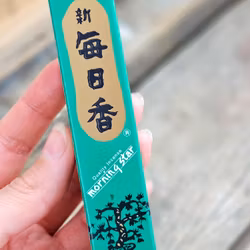 新
毎日香
Quality Incense
morning star